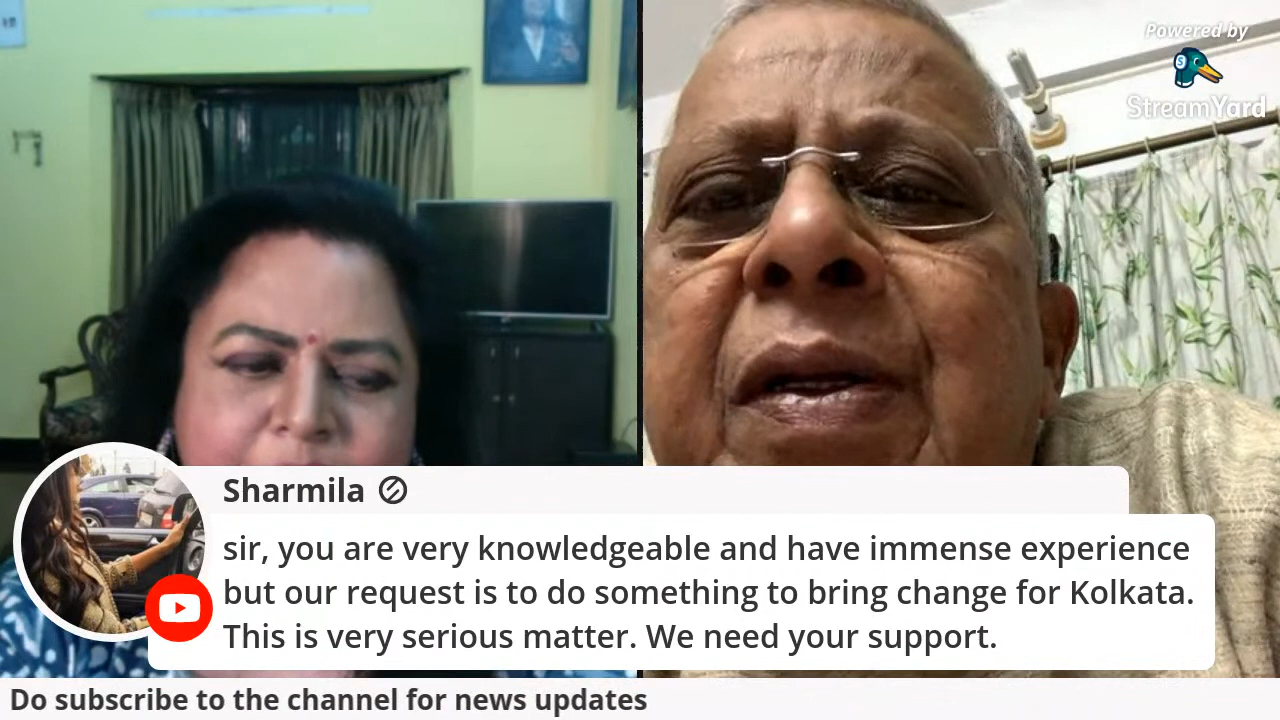 Powered by
StreamYard
Sharmila
sir, you are very knowledgeable and have immense experience
but our request is to do something to bring change for Kolkata.
This is very serious matter. We need your support.
Do subscribe to the channel for news updates